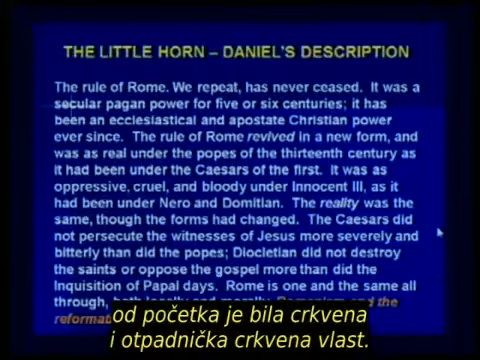 THE LITTLE HORN – DANIEL'S DESCRIPTION
The rule of Rome. We repeat, has never ceased. It was a
secular pagan power for five or six centuries; it has
been an ecclesiastical and apostate Christian power
ever since. The rule of Rome revived in a new form, and
was as real under the popes of the thirteenth century as
it had been under the Caesars of the first. It was as
oppressive, cruel, and bloody under Innocent III, as it
had been under Nero and Domitian. The reality was the
same, though the forms had changed. The Caesars did
not persecute the witnesses of Jesus more severely and
bitterly than did the popes; Diocletian did not destroy
the saints or oppose the gospel more than did the
Inquisition of Papal days. Rome is one and the same all
through, both locally and morally. Romanism and the
od početka je bila crkvena
i otpadnička crkvena vlast.